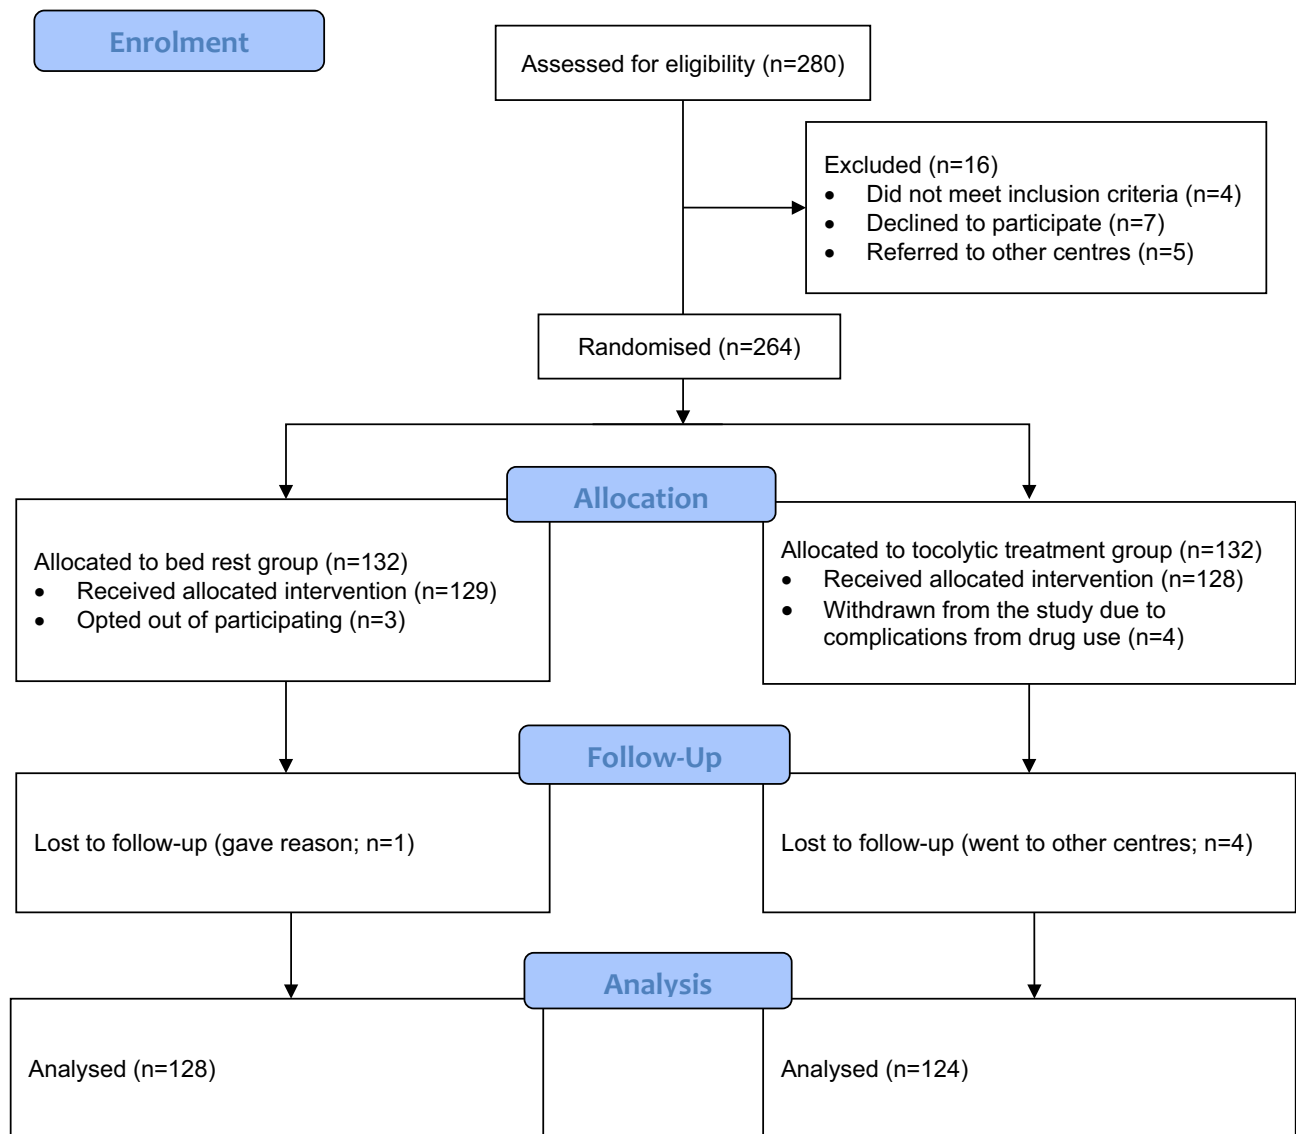 Enrolment
Assessed for eligibility (n=280)
Excluded (n=16)
• Did not meet inclusion criteria (n=4)
• Declined to participate (n=7)
• Referred to other centres (n=5)
Randomised (n=264)
Allocation
Allocated to bed rest group (n=132)
• Received allocated intervention (n=129)
• Opted out of participating (n=3)
Allocated to tocolytic treatment group (n=132)
• Received allocated intervention (n=128)
• Withdrawn from the study due to
complications from drug use (n=4)
Follow-Up
Lost to follow-up (gave reason; n=1)
Lost to follow-up (went to other centres; n=4)
Analysis
Analysed (n=128)
Analysed (n=124)